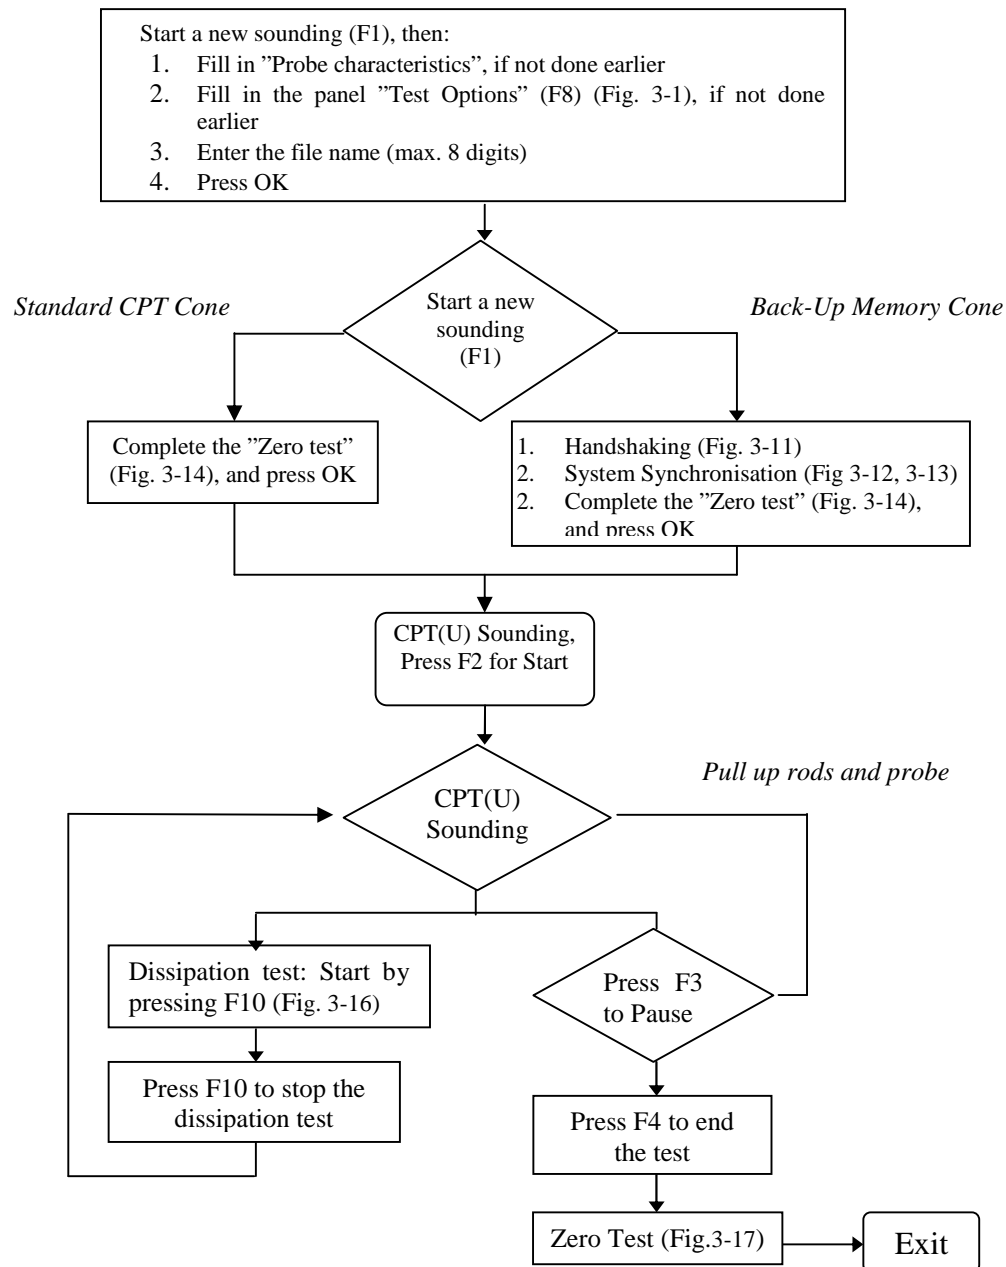 Start a new sounding (F1), then:
1. Fill in ”Probe characteristics”, if not done earlier
2. Fill in the panel ”Test Options” (F8) (Fig. 3-1), if not done
earlier
3. Enter the file name (max. 8 digits)
4. Press OK
Standard CPT Cone
Start a new
sounding
(F1)
Back-Up Memory Cone
Complete the ”Zero test”
(Fig. 3-14), and press OK
1. Handshaking (Fig. 3-11)
2. System Synchronisation (Fig 3-12, 3-13)
2. Complete the ”Zero test” (Fig. 3-14),
and press OK
CPT(U) Sounding,
Press F2 for Start
Pull up rods and probe
CPT(U)
Sounding
Dissipation test: Start by
pressing F10 (Fig. 3-16)
Press F3
to Pause
Press F10 to stop the
dissipation test
Press F4 to end
the test
Zero Test (Fig.3-17)
Exit